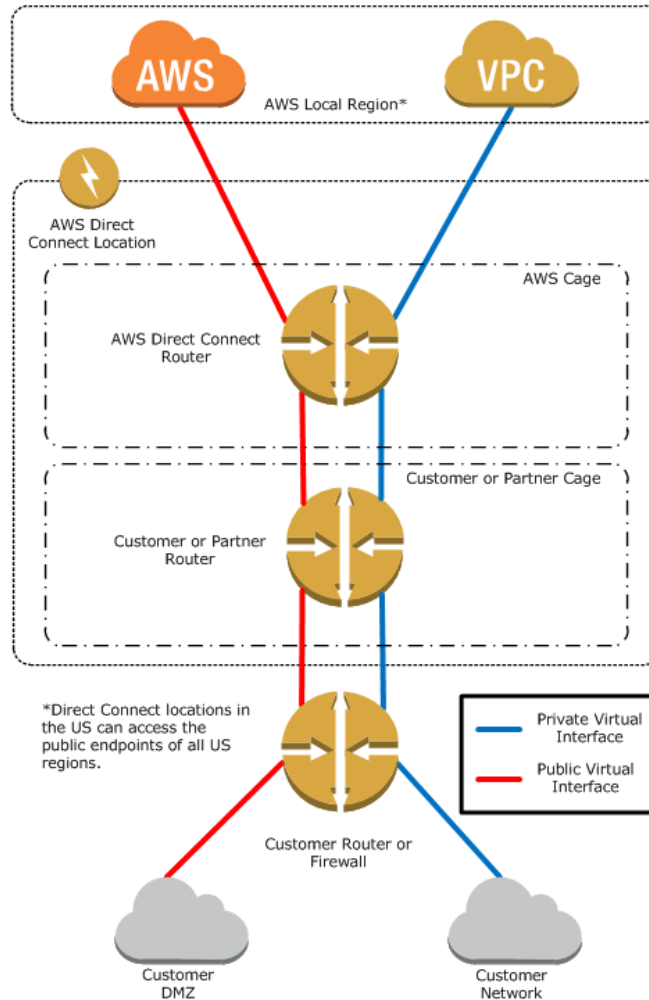 AWS
VPC
AWS Local Region*
AWS Direct
Connect Location
AWS Cage
AWS Direct Connect
Router
Customer or Partner Cage
Customer or Partner
Router
*Direct Connect locations in
the US can access the
public endpoints of all US
regions.
Private Virtual
Interface
Public Virtual
Interface
Customer Router or
Firewall
Customer
DMZ
Customer
Network